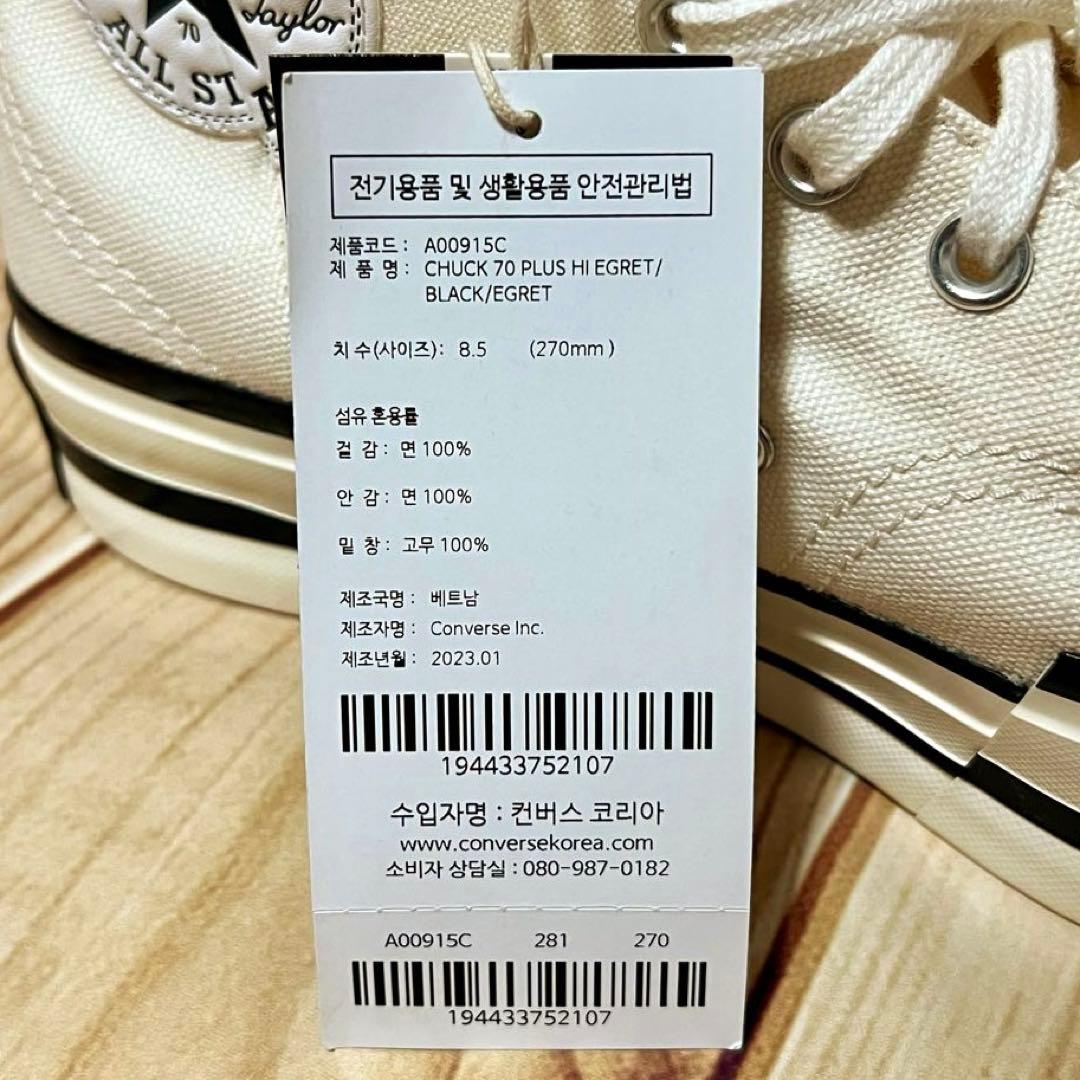 Taylor
70
ALL STA
전기용품 및 생활용품 안전관리법
제품코드 : A00915C
제 품 명 : CHUCK 70 PLUS HI EGRET/
BLACK/EGRET
치 수(사이즈) : 8.5 (270mm )
섬유 혼용률
걸 감 : 면 100%
안 감 : 면 100%
밑 창 : 고무 100%
제조국명 : 베트남
제조자명 : Converse Inc.
제조년월 : 2023.01
194433752107
수입자명 : 컨버스 코리아
www.conversekorea.com
소비자 상담실 : 080-987-0182
A00915C 281 270
194433752107